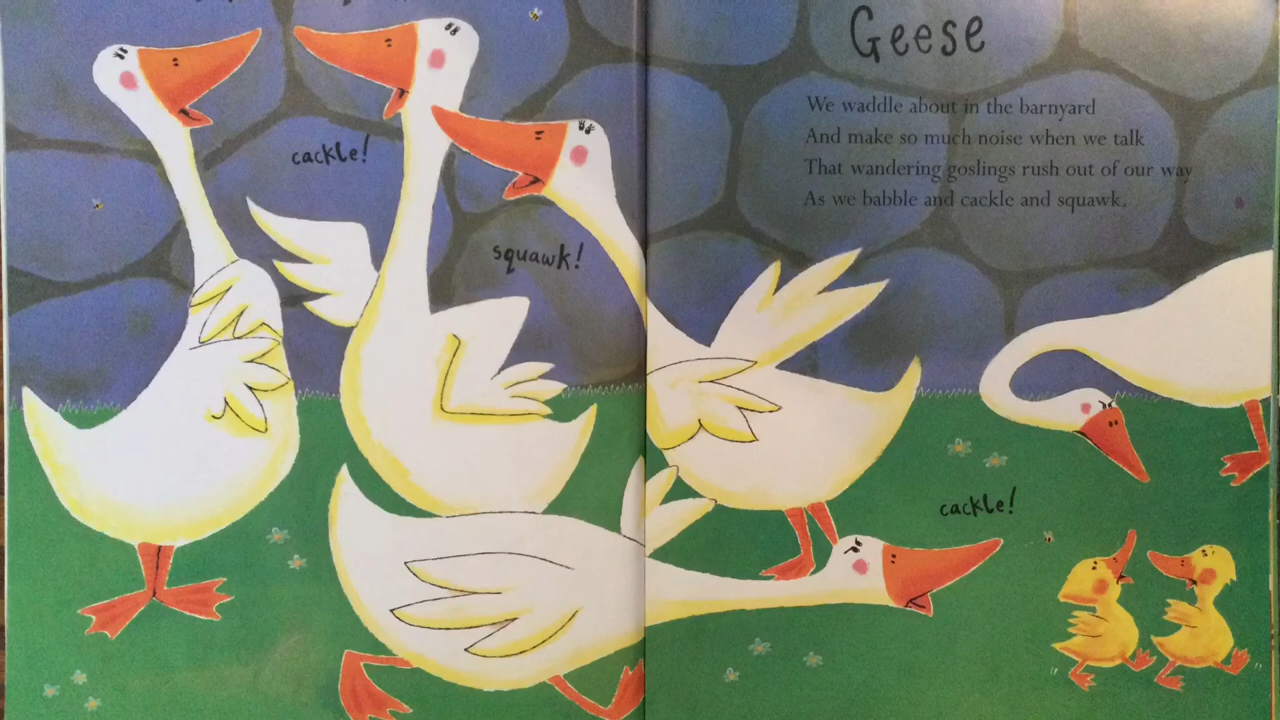 cackle!
squawk!
Geese
We waddle about in the barnyard
And make so much noise when we talk
That wandering goslings rush out of our way
As we babble and cackle and squawk.
cackle!